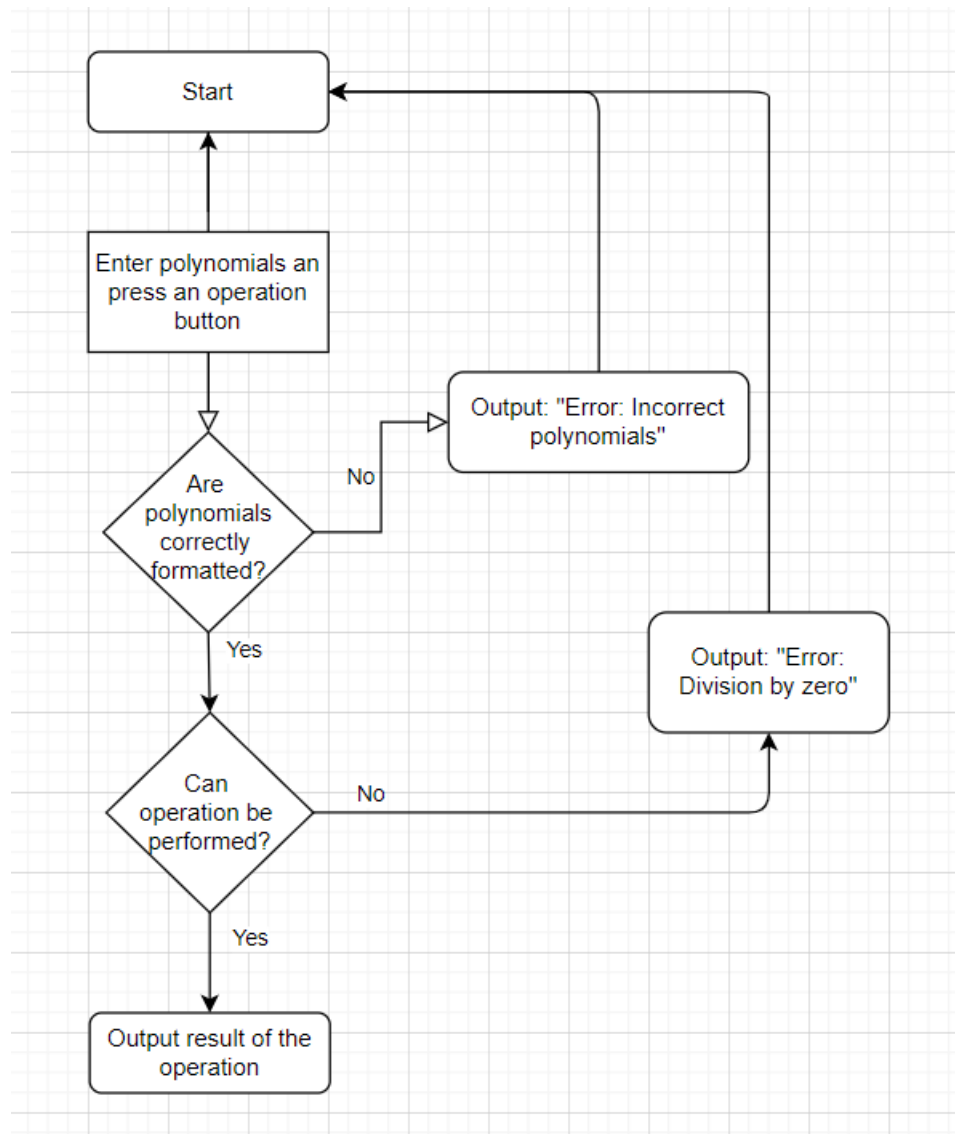 Start
Enter polynomials an
press an operation
button
Output: "Error: Incorrect
polynomials"
No
Are
polynomials
correctly
formatted?
Yes
Output: "Error:
Division by zero"
Can
operation be
performed?
No
Yes
Output result of the
operation